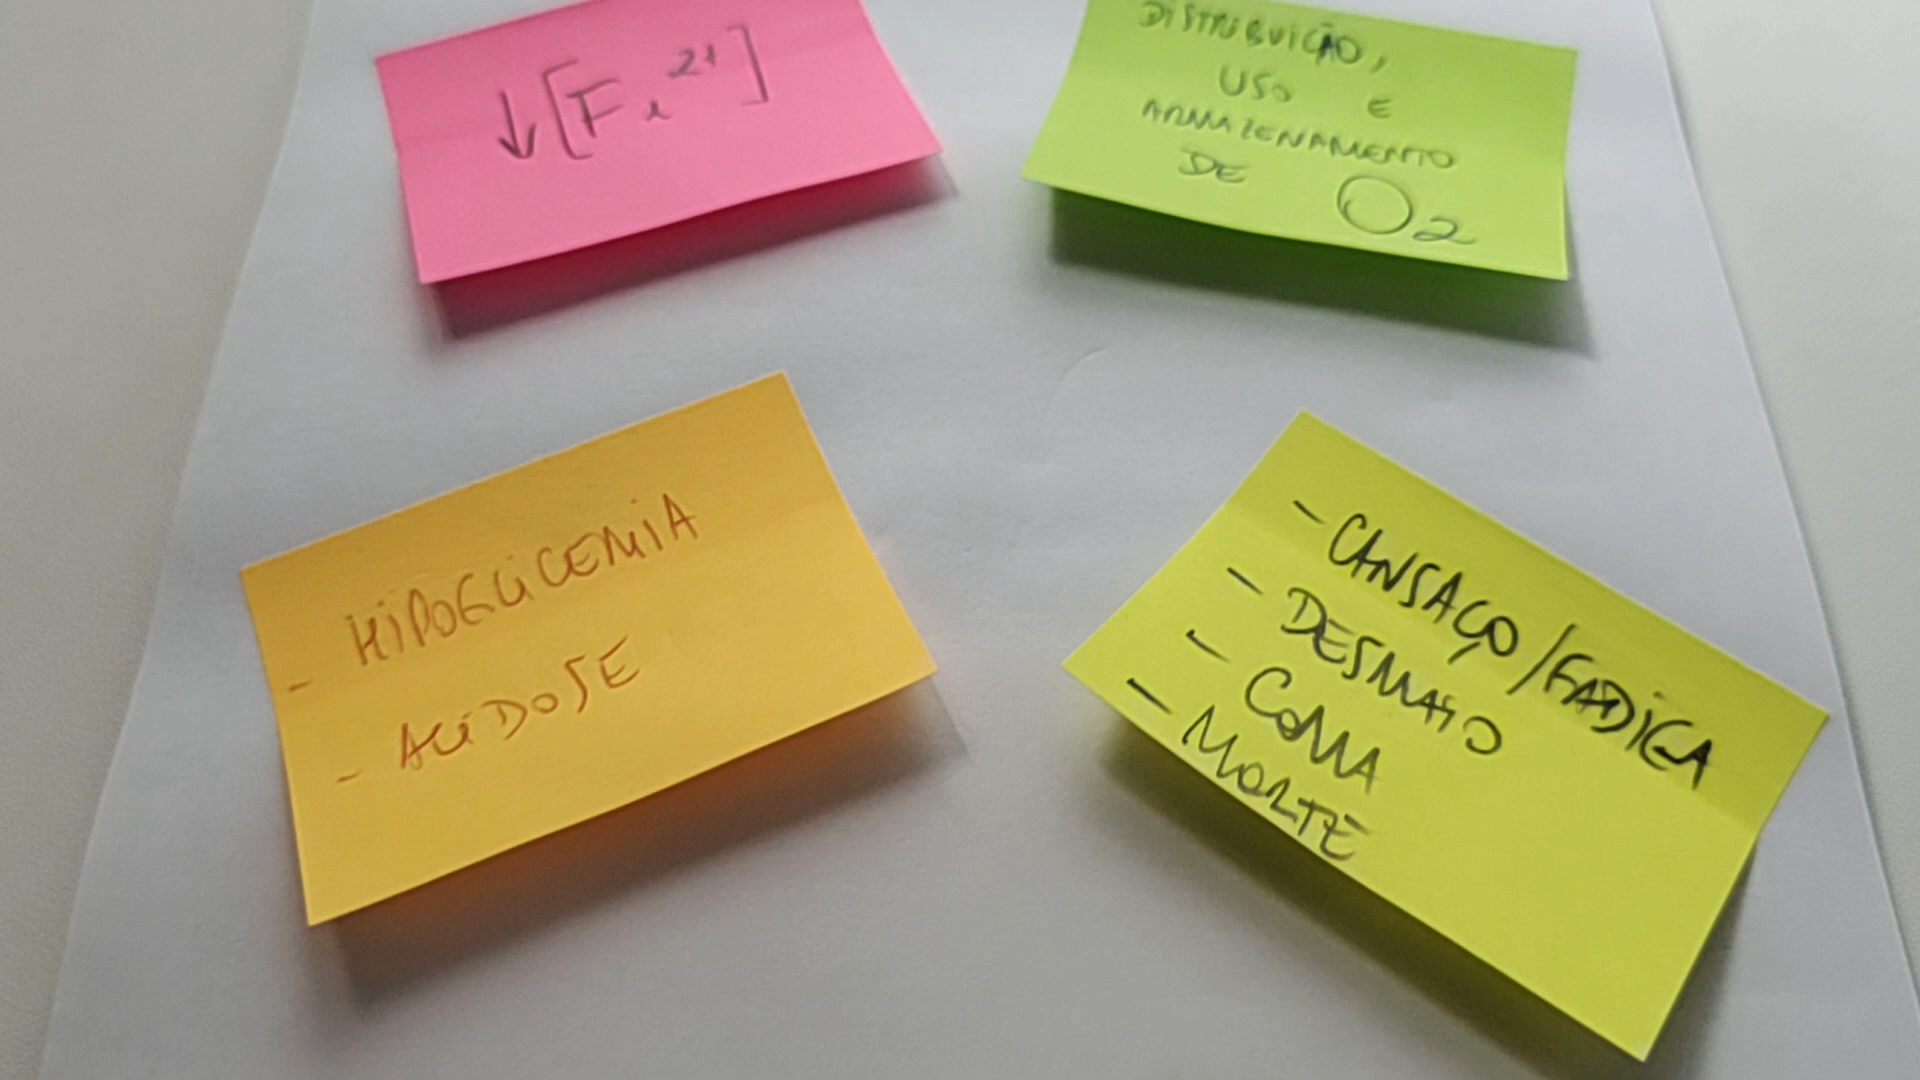 ↓[Fe²⁺]
DISTRIBUIÇÃO,
USO E
ARMAZENAMENTO
DE O₂
- HIPOGLICEMIA
- ACIDOSE
- CANSAÇO/FADIGA
- DESMAIO
- COMA
- MORTE